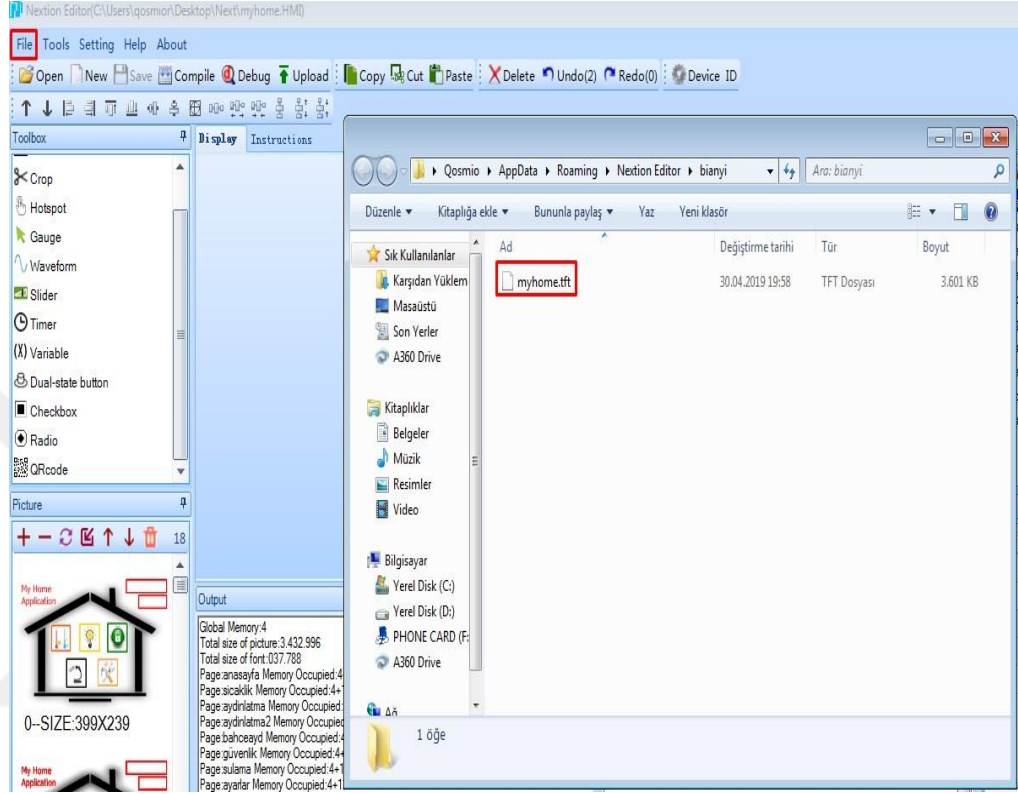 Nextion Editor(C:\Users\qosmior\Desktop\Next\myhome.HMI)
File Tools Setting Help About
Open New Save Compile Debug Upload Copy Cut Paste Delete Undo(2) Redo(0) Device ID
Toolbox
Crop
Hotspot
Gauge
Waveform
Slider
Timer
(X) Variable
Dual-state button
Checkbox
Radio
QRcode
Picture
18
My Home
Application
0--SIZE:399X239
My Home
Application
Display Instructions
Output
Global Memory:4
Total size of picture:3.432.996
Total size of font:037.788
Page:anasayfa Memory Occupied:4
Page:sicaklik Memory Occupied:4+
Page:aydinlatma Memory Occupied:
Page:aydinlatma2 Memory Occupied
Page:bahceayd Memory Occupied:4
Page:güvenlik Memory Occupied:4+
Page:sulama Memory Occupied:4+1
Page:ayarlar Memory Occupied:4+1
Qosmio AppData Roaming Nextion Editor bianyi
Ara: bianyi
Düzenle Kitaplığa ekle Bununla paylaş Yaz Yeni klasör
Sık Kullanılanlar
Karşıdan Yüklem
Masaüstü
Son Yerler
A360 Drive
Kitaplıklar
Belgeler
Müzik
Resimler
Video
Bilgisayar
Yerel Disk (C:)
Yerel Disk (D:)
PHONE CARD (F:
A360 Drive
Ağ
Ad Değiştirme tarihi Tür Boyut
myhome.tft 30.04.2019 19:58 TFT Dosyası 3.601 KB
1 öğe